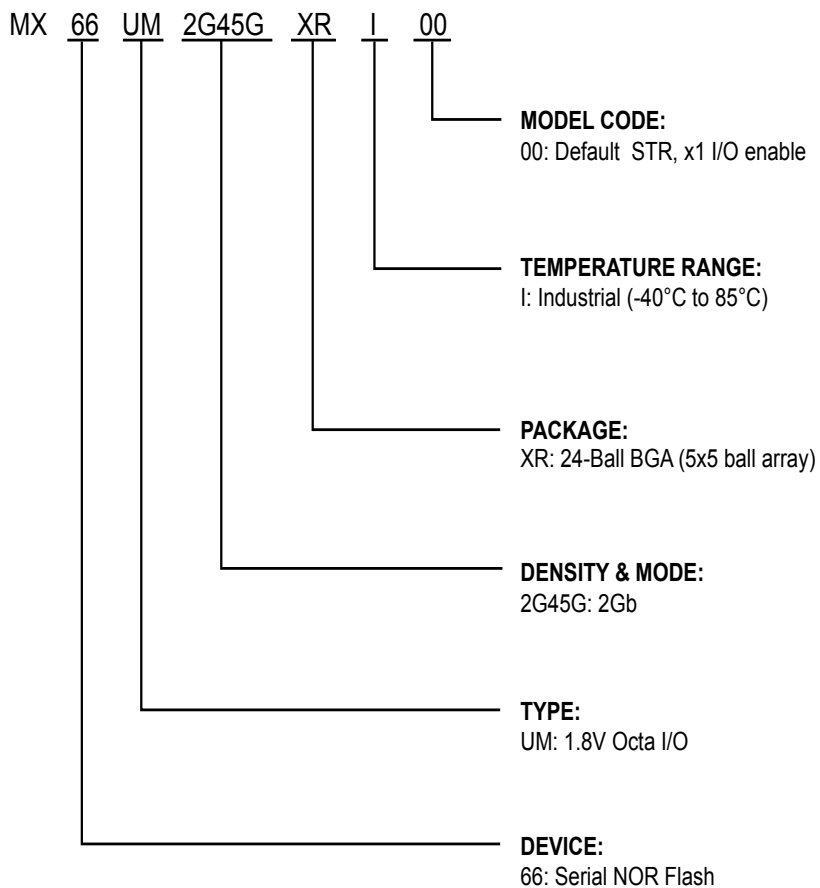 MX 66 UM 2G45G XR I 00
MODEL CODE:
00: Default STR, x1 I/O enable
TEMPERATURE RANGE:
I: Industrial (-40°C to 85°C)
PACKAGE:
XR: 24-Ball BGA (5x5 ball array)
DENSITY & MODE:
2G45G: 2Gb
TYPE:
UM: 1.8V Octa I/O
DEVICE:
66: Serial NOR Flash